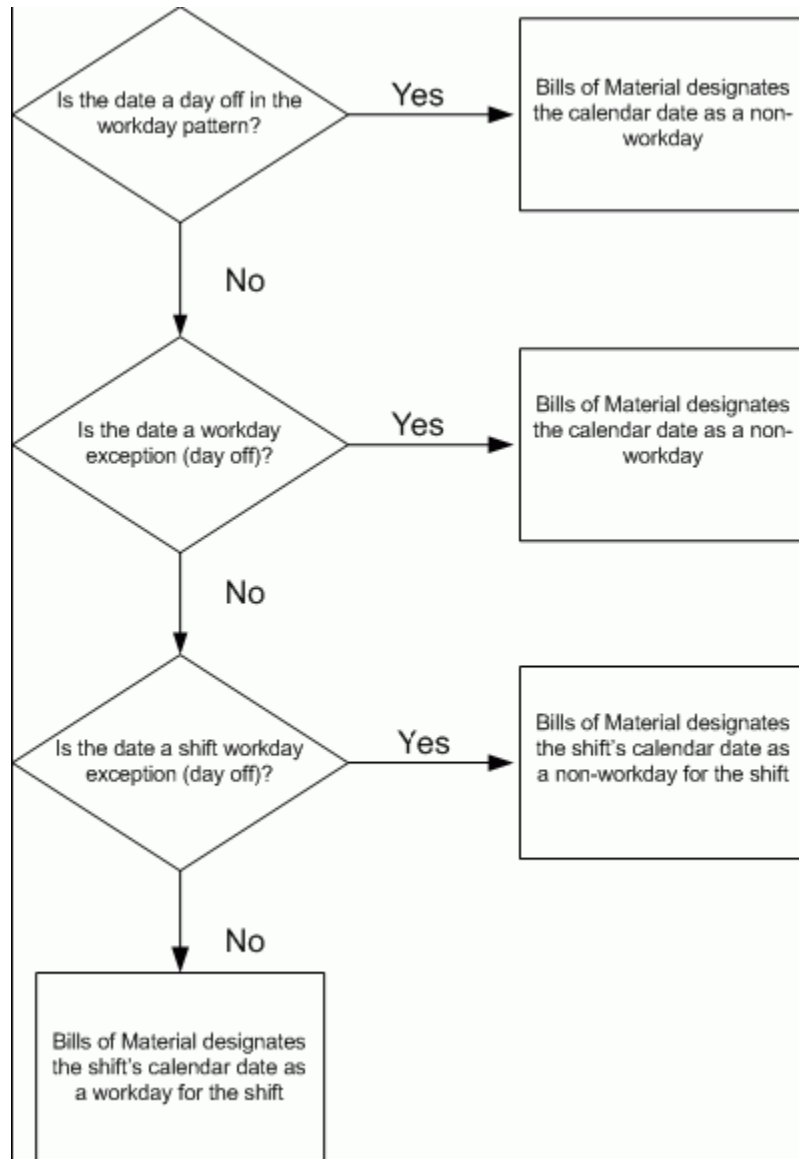 Is the date a day off in the
workday pattern?
Yes
Bills of Material designates
the calendar date as a non-
workday
No
Is the date a workday
exception (day off)?
Yes
Bills of Material designates
the calendar date as a non-
workday
No
Is the date a shift workday
exception (day off)?
Yes
Bills of Material designates
the shift's calendar date as
a non-workday for the shift
No
Bills of Material designates
the shift's calendar date as
a workday for the shift